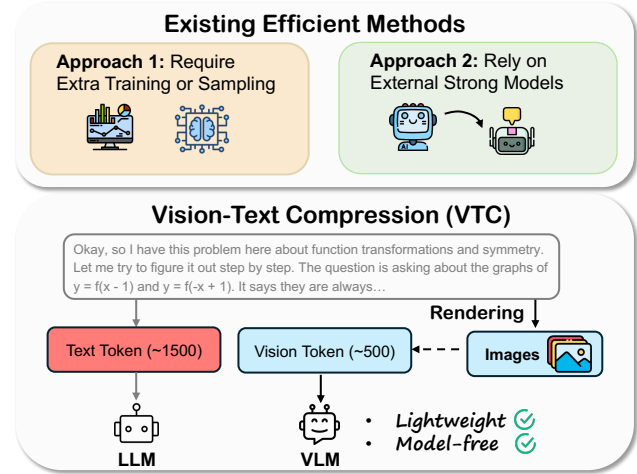 Existing Efficient Methods
Approach 1: Require
Extra Training or Sampling
Approach 2: Rely on
External Strong Models
AI
Vision-Text Compression (VTC)
Okay, so I have this problem here about function transformations and symmetry.
Let me try to figure it out step by step. The question is asking about the graphs of
y = f(x - 1) and y = f(-x + 1). It says they are always…
Rendering
Text Token (~1500)
Vision Token (~500)
Images
LLM
VLM
• Lightweight
• Model-free